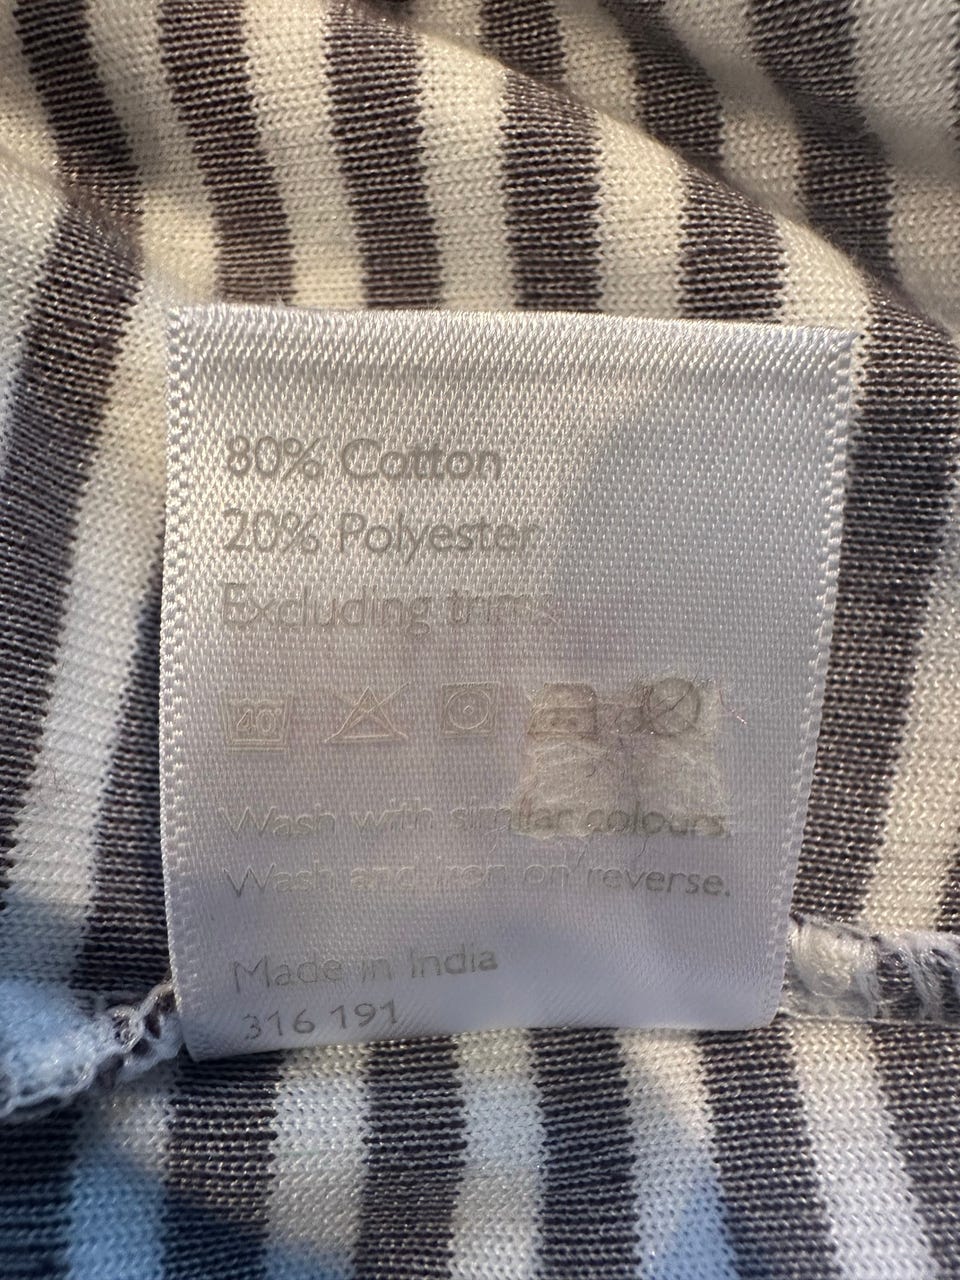 80% Cotton
20% Polyester
Excluding trims
40
Wash with similar colours.
Wash and iron on reverse.
Made in India
316 191